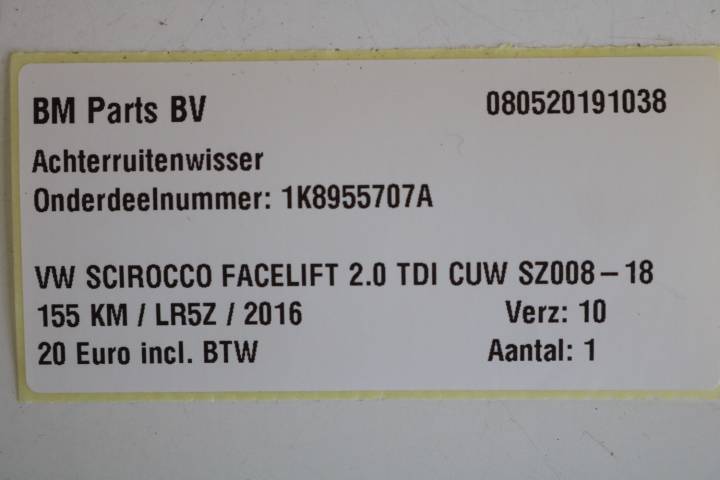 BM Parts BV 080520191038
Achterruitenwisser
Onderdeelnummer: 1K8955707A
VW SCIROCCO FACELIFT 2.0 TDI CUW SZ008-18
155 KM / LR5Z / 2016 Verz: 10
20 Euro incl. BTW Aantal: 1